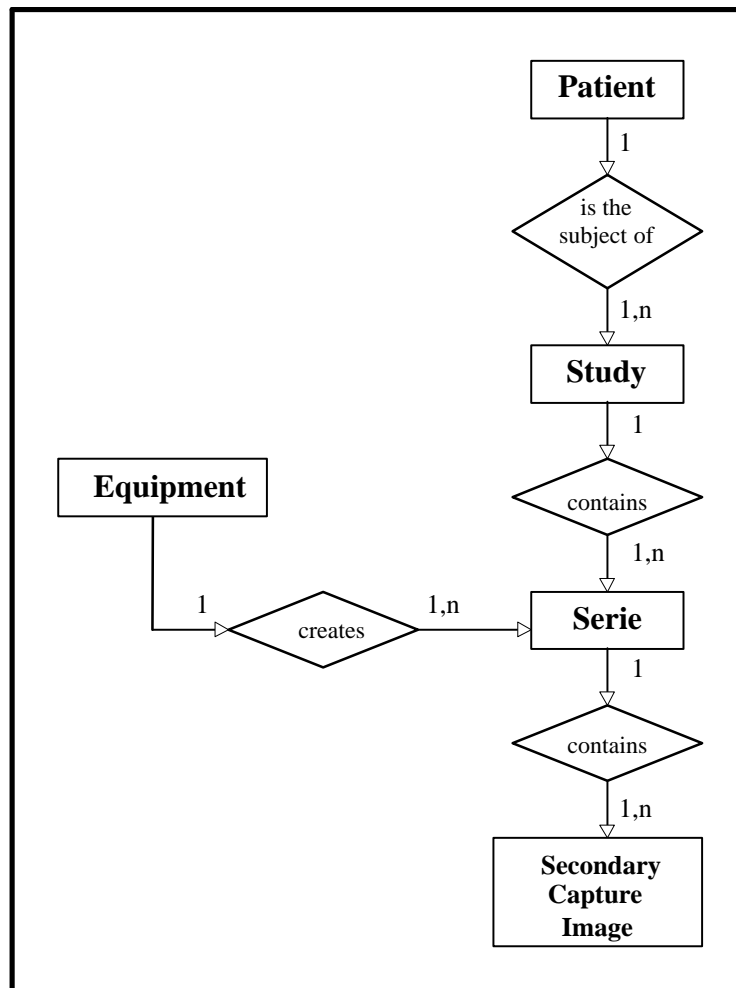 Patient
1
is the
subject of
1,n
Study
1
Equipment
contains
1,n
1
1,n
creates
Serie
1
contains
1,n
Secondary
Capture
Image